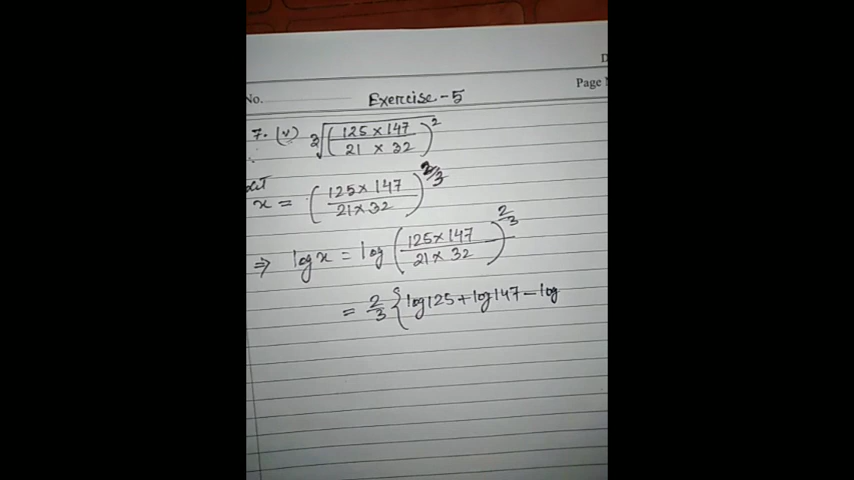 No.
Page
Exercise - 5
7. (v) ∛(125 × 147 / 21 × 32)²
Let
x = (125 × 147 / 21 × 32)^2/3
⇒ log x = log (125 × 147 / 21 × 32)^2/3
= 2/3 { log 125 + log 147 - log